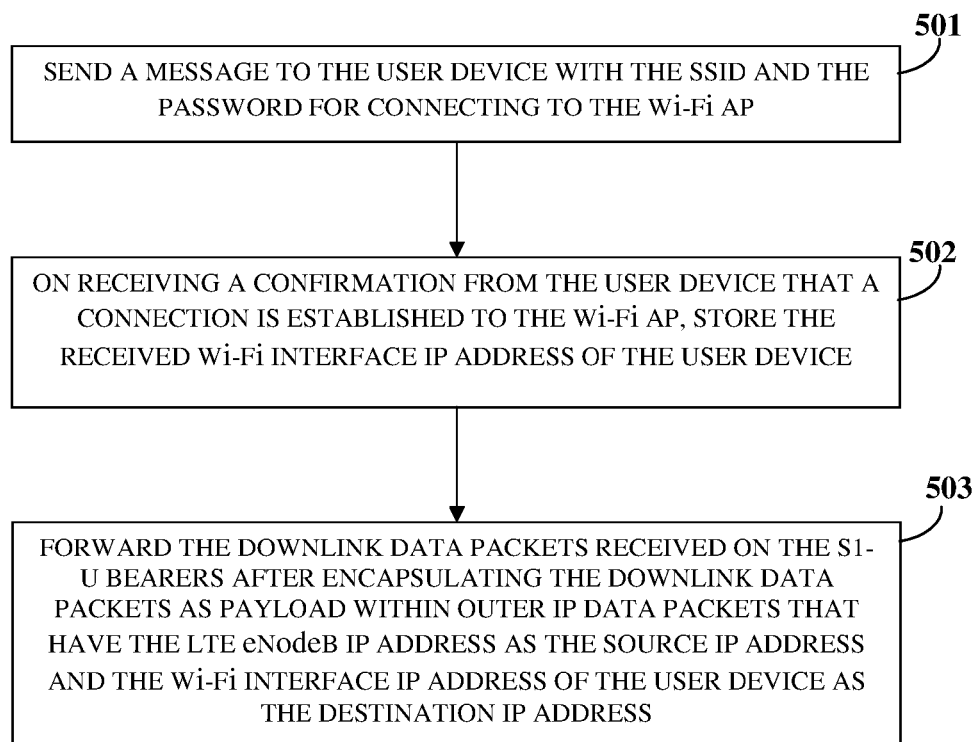 501
SEND A MESSAGE TO THE USER DEVICE WITH THE SSID AND THE
PASSWORD FOR CONNECTING TO THE Wi-Fi AP
502
ON RECEIVING A CONFIRMATION FROM THE USER DEVICE THAT A
CONNECTION IS ESTABLISHED TO THE Wi-Fi AP, STORE THE
RECEIVED Wi-Fi INTERFACE IP ADDRESS OF THE USER DEVICE
503
FORWARD THE DOWNLINK DATA PACKETS RECEIVED ON THE S1-
U BEARERS AFTER ENCAPSULATING THE DOWNLINK DATA
PACKETS AS PAYLOAD WITHIN OUTER IP DATA PACKETS THAT
HAVE THE LTE eNodeB IP ADDRESS AS THE SOURCE IP ADDRESS
AND THE Wi-Fi INTERFACE IP ADDRESS OF THE USER DEVICE AS
THE DESTINATION IP ADDRESS